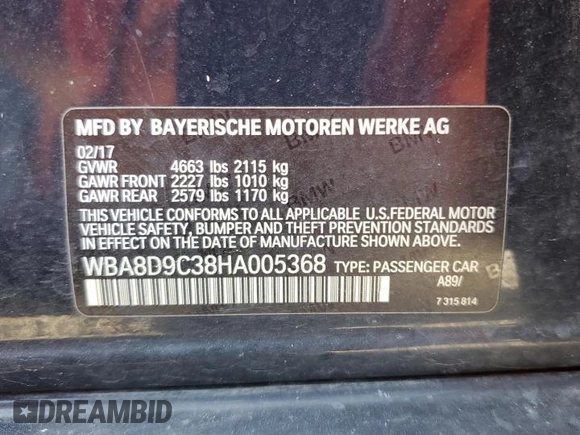 MFD BY BAYERISCHE MOTOREN WERKE AG
02/17
GVWR 4663 lbs 2115 kg
GAWR FRONT 2227 lbs 1010 kg
GAWR REAR 2579 lbs 1170 kg
THIS VEHICLE CONFORMS TO ALL APPLICABLE U.S.FEDERAL MOTOR
VEHICLE SAFETY, BUMPER AND THEFT PREVENTION STANDARDS
IN EFFECT ON THE DATE OF MANUFACTURE SHOWN ABOVE.
WBA8D9C38HA005368 TYPE: PASSENGER CAR
A89/
7 315 814
DREAMBID